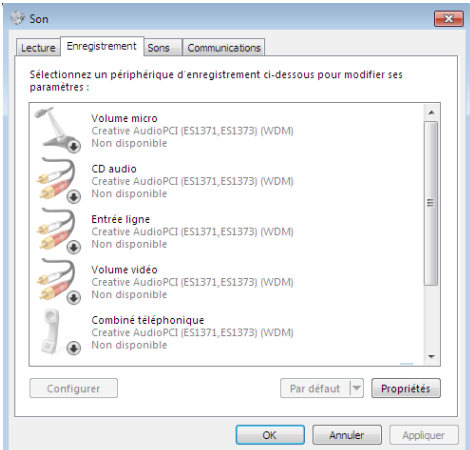 Son
Lecture Enregistrement Sons Communications
Sélectionnez un périphérique d'enregistrement ci-dessous pour modifier ses
paramètres :
Volume micro
Creative AudioPCI (ES1371,ES1373) (WDM)
Non disponible
CD audio
Creative AudioPCI (ES1371,ES1373) (WDM)
Non disponible
Entrée ligne
Creative AudioPCI (ES1371,ES1373) (WDM)
Non disponible
Volume vidéo
Creative AudioPCI (ES1371,ES1373) (WDM)
Non disponible
Combiné téléphonique
Creative AudioPCI (ES1371,ES1373) (WDM)
Non disponible
Configurer Par défaut Propriétés
OK Annuler Appliquer